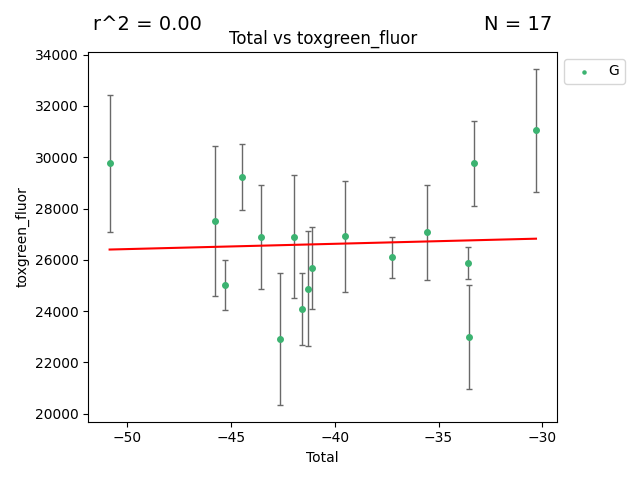 r^2 = 0.00
N = 17
Total vs toxgreen_fluor
G
34000
32000
30000
28000
26000
24000
22000
20000
toxgreen_fluor
−50
−45
−40
−35
−30
Total